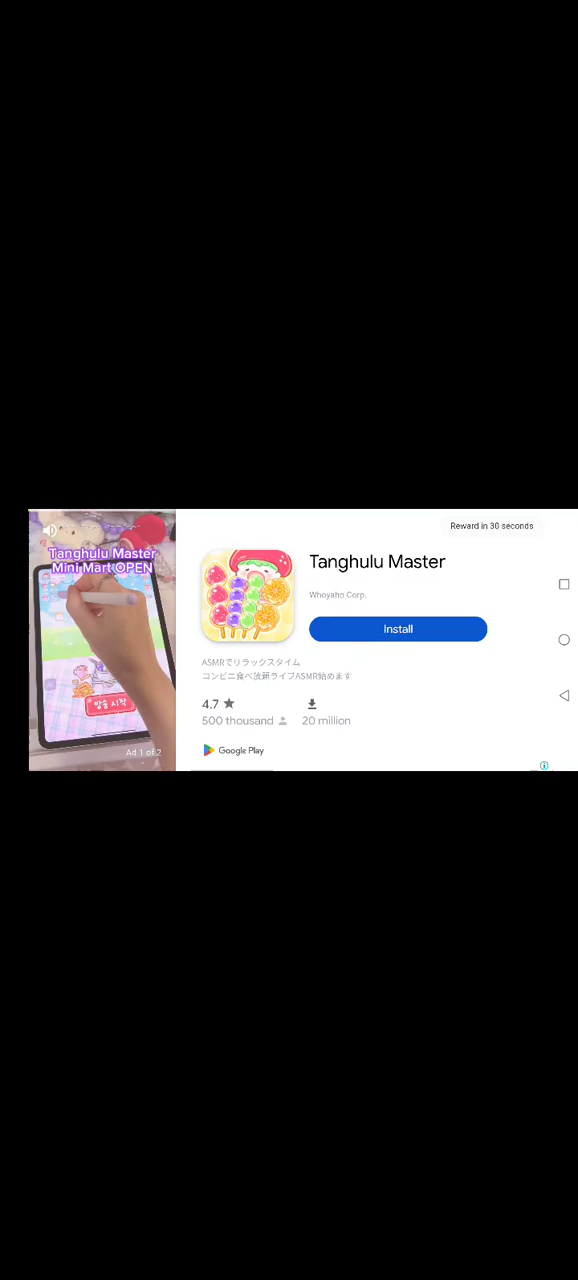 Tanghulu Master
Mini Mart OPEN
방송 시작
Ad 1 of 2
Reward in 30 seconds
Tanghulu Master
Whoyaho Corp.
Install
ASMRでリラックスタイム
コンビニ食べ放題ライブASMR始めます
4.7
500 thousand
20 million
Google Play